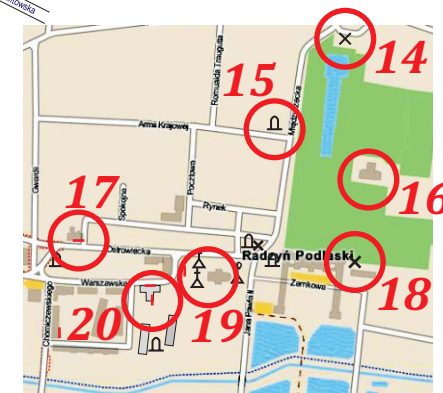 14
Romualda Traugutta
15
Międzyrzecka
Armii Krajowej
Gwardii
Pocztowa
16
17
Spokojna
Rynek
Ostrowiecka
Radzyń Podlaski
18
Warszawska
Zamkowa
19
20
Chomiczewskiego
Jana Pawła II